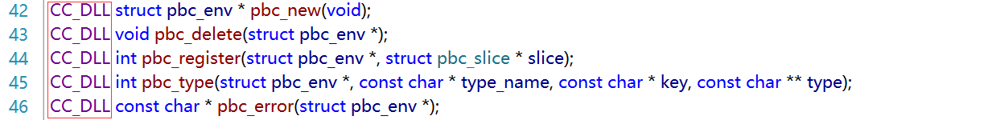 42 CC_DLL struct pbc_env * pbc_new(void);
43 CC_DLL void pbc_delete(struct pbc_env *);
44 CC_DLL int pbc_register(struct pbc_env *, struct pbc_slice * slice);
45 CC_DLL int pbc_type(struct pbc_env *, const char * type_name, const char * key, const char ** type);
46 CC_DLL const char * pbc_error(struct pbc_env *);